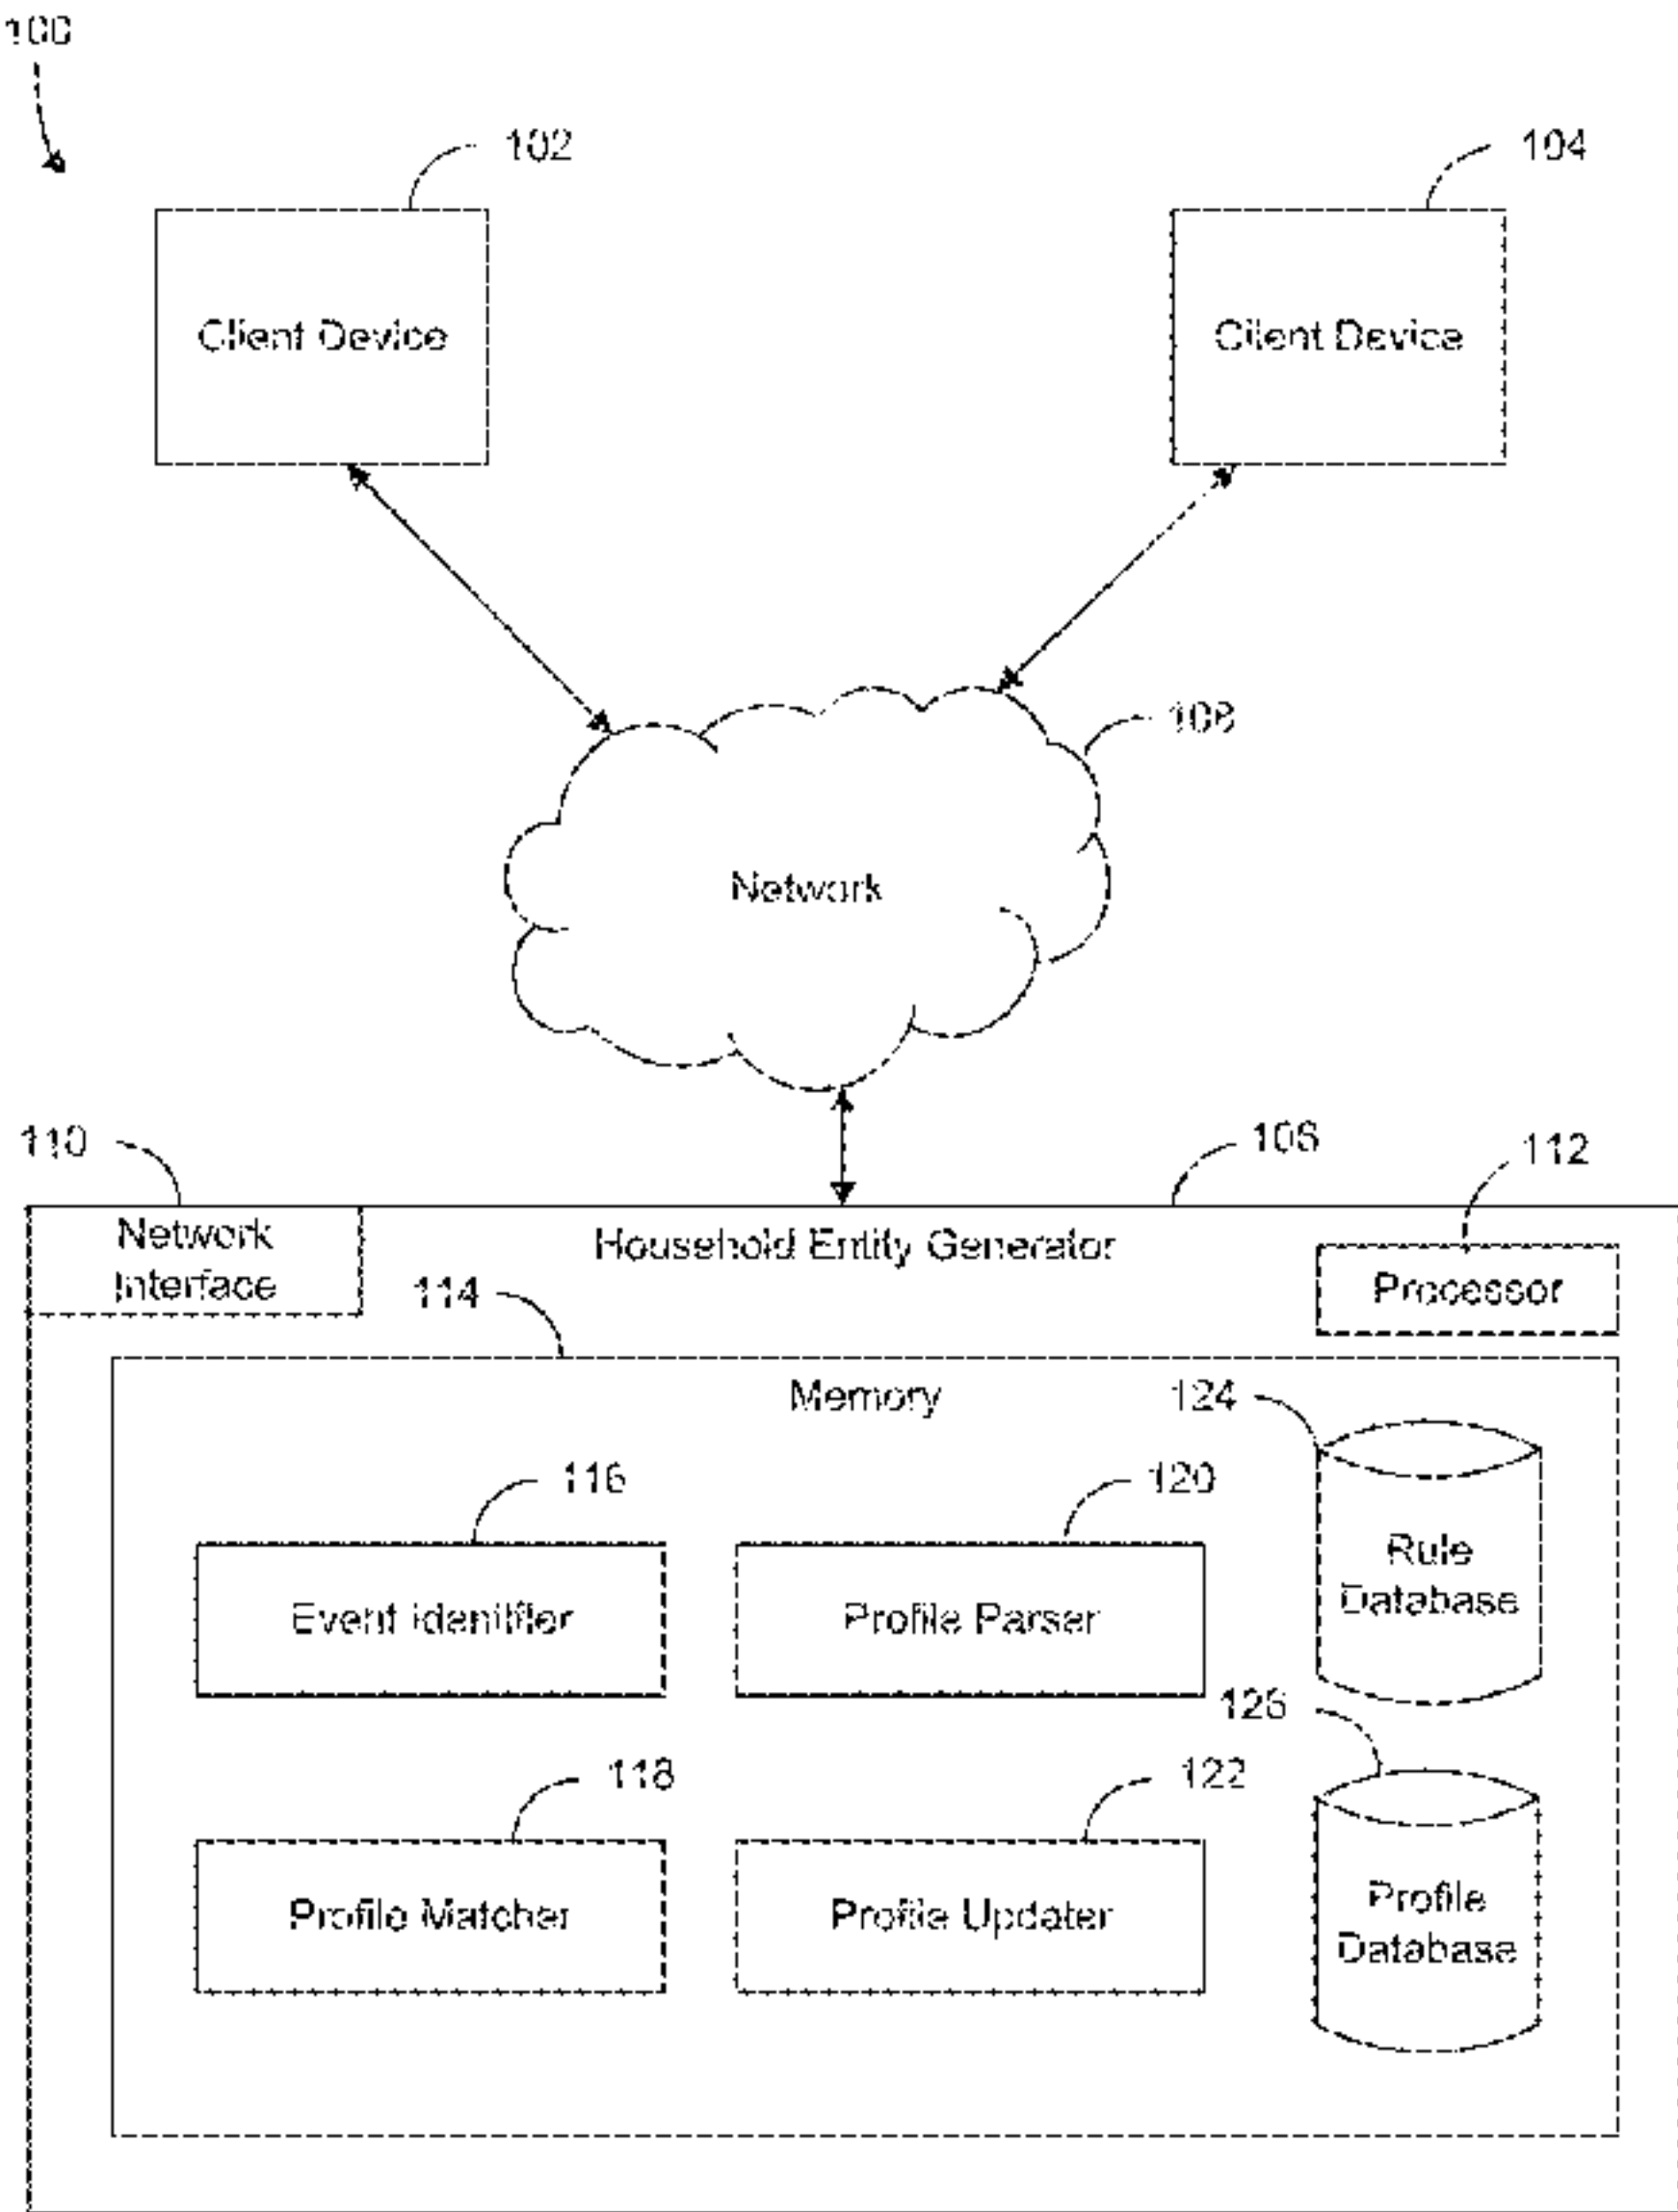 100
102
104
Client Device
Client Device
108
Network
110
106
112
Network
Interface
Household Entity Generator
Processor
114
Memory
124
116
120
Rule
Database
Event Identifier
Profile Parser
126
118
122
Profile Matcher
Profile Updater
Profile
Database